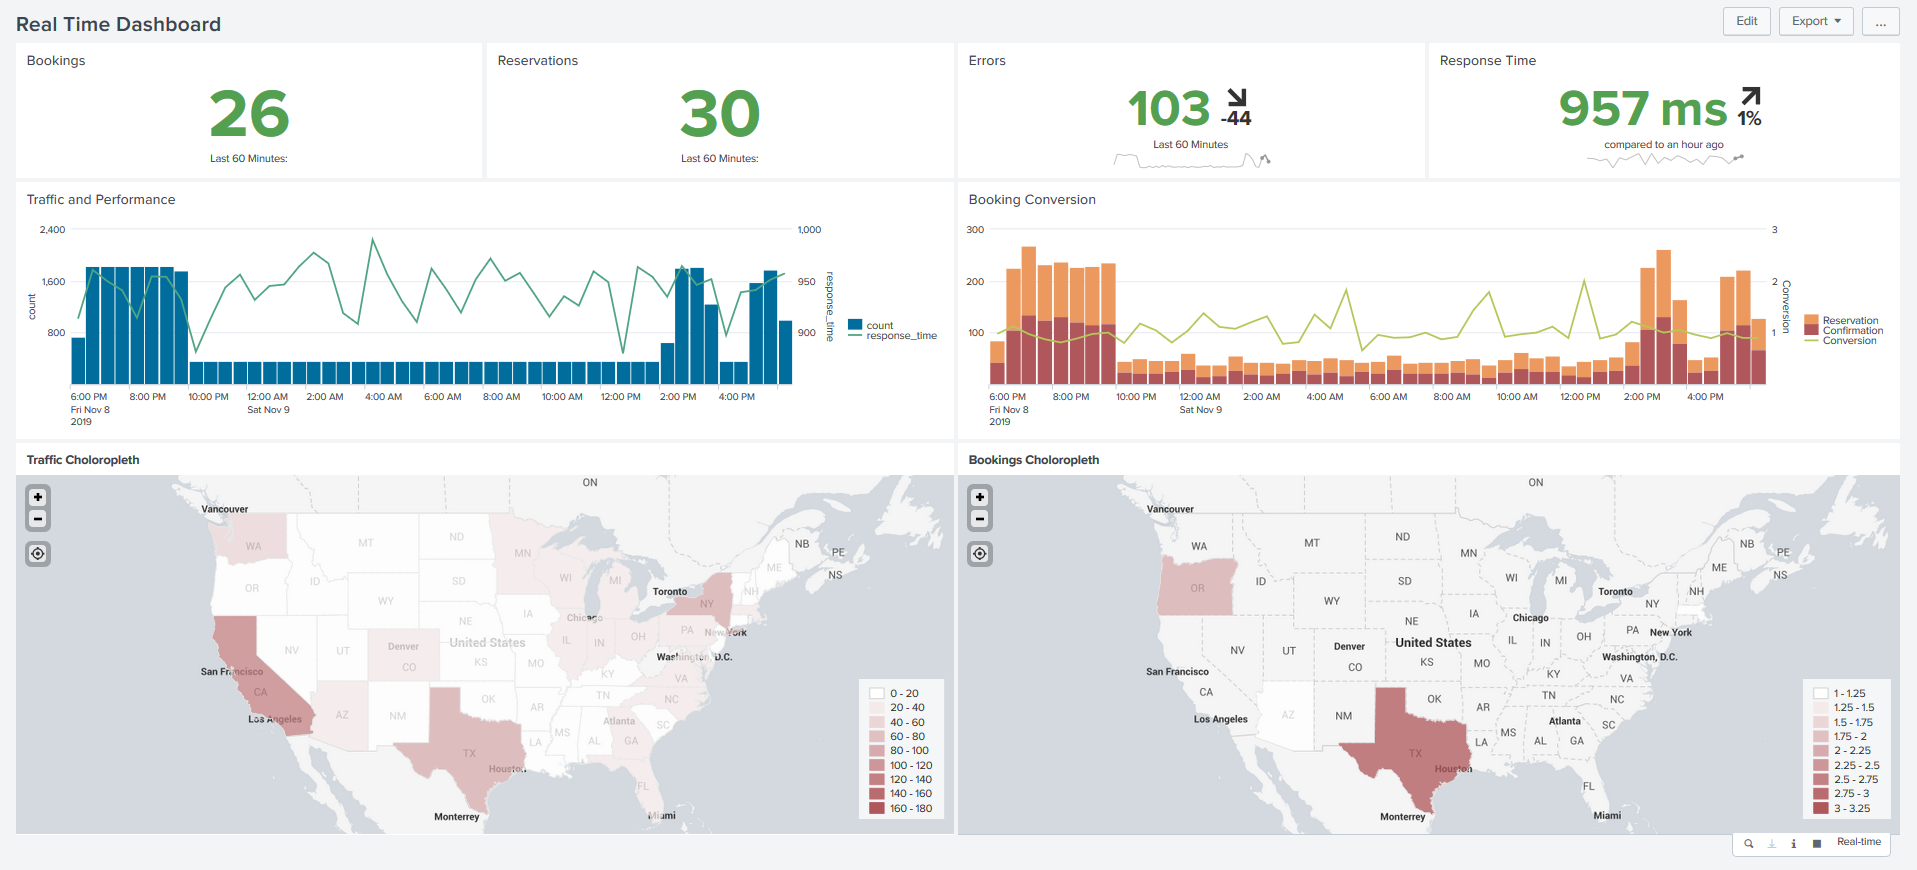 Real Time Dashboard
Edit
Export
...
Bookings
26
Last 60 Minutes:
Reservations
30
Last 60 Minutes:
Errors
103
-44
Last 60 Minutes
Response Time
957 ms
1%
compared to an hour ago
Traffic and Performance
2,400
1,600
800
count
1,000
950
900
response_time
count
response_time
6:00 PM 8:00 PM 10:00 PM 12:00 AM 2:00 AM 4:00 AM 6:00 AM 8:00 AM 10:00 AM 12:00 PM 2:00 PM 4:00 PM
Fri Nov 8 Sat Nov 9
2019
Booking Conversion
300
200
100
3
2
1
Conversion
Reservation
Confirmation
Conversion
6:00 PM 8:00 PM 10:00 PM 12:00 AM 2:00 AM 4:00 AM 6:00 AM 8:00 AM 10:00 AM 12:00 PM 2:00 PM 4:00 PM
Fri Nov 8 Sat Nov 9
2019
Traffic Choloropleth
+
-
ON
Vancouver
WA MT ND MN NB PE
OR ID SD WI MI ME NS
WY Toronto NH
NE IA Chicago NY
NV UT Denver United States IL IN OH PA New York
CO KS MO Washington, D.C.
San Francisco KY VA
CA OK TN NC
Los Angeles AZ NM AR Atlanta SC
MS AL GA
TX LA
Houston
FL
Monterrey Miami
0 - 20
20 - 40
40 - 60
60 - 80
80 - 100
100 - 120
120 - 140
140 - 160
160 - 180
Bookings Choloropleth
+
-
ON
Vancouver
WA MT ND MN NB PE
OR ID SD WI MI ME NS
WY Toronto NH
NE IA Chicago NY
NV UT Denver United States IL IN OH PA New York
CO KS MO Washington, D.C.
San Francisco KY VA
CA OK TN NC
Los Angeles AZ NM AR Atlanta SC
MS AL GA
TX LA
Houston
FL
Monterrey Miami
1 - 1.25
1.25 - 1.5
1.5 - 1.75
1.75 - 2
2 - 2.25
2.25 - 2.5
2.5 - 2.75
2.75 - 3
3 - 3.25
Real-time